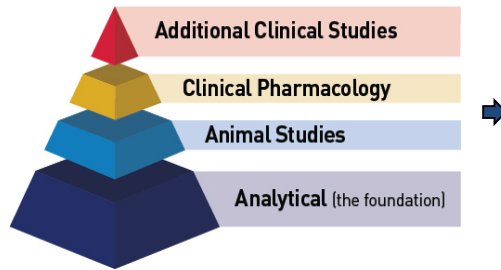 Additional Clinical Studies
Clinical Pharmacology
Animal Studies
Analytical (the foundation)